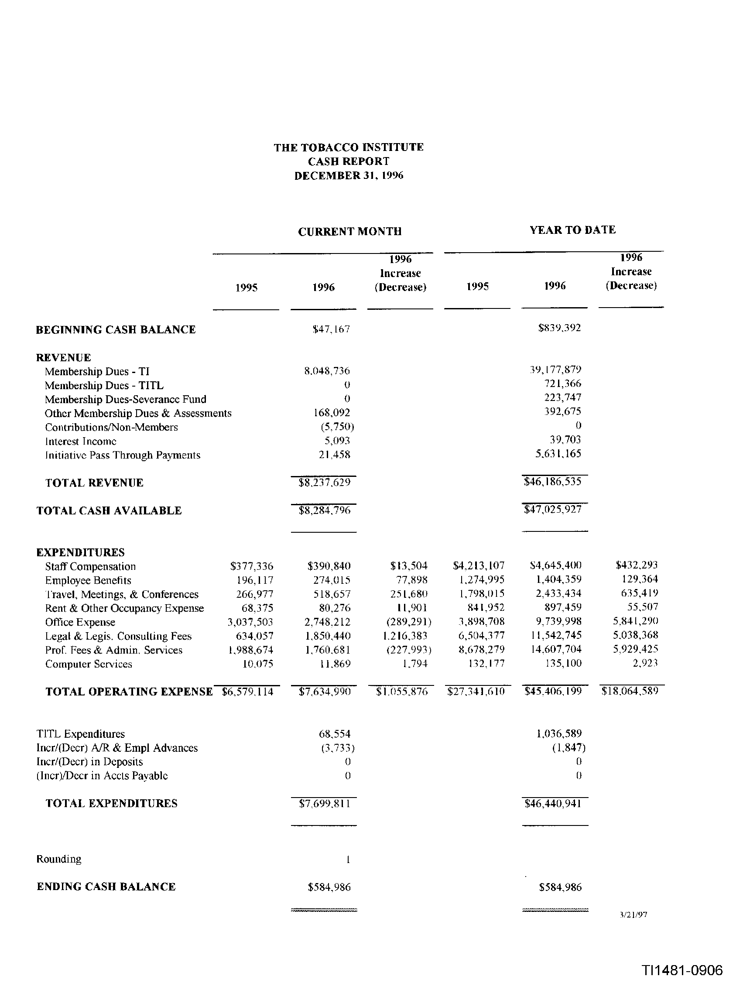 THE TOBACCO INSTITUTE
CASH REPORT
DECEMBER 31, 1996
CURRENT MONTH YEAR TO DATE
1996 1996
Increase Increase
1995 1996 (Decrease) 1995 1996 (Decrease)
BEGINNING CASH BALANCE $47,167 $839,392
REVENUE
Membership Dues - TI 8,048,736 39,177,879
Membership Dues - TITL 0 721,366
Membership Dues-Severance Fund 0 223,747
Other Membership Dues & Assessments 168,092 392,675
Contributions/Non-Members (5,750) 0
Interest Income 5,093 39,703
Initiative Pass Through Payments 21,458 5,631,165
TOTAL REVENUE $8,237,629 $46,186,535
TOTAL CASH AVAILABLE $8,284,796 $47,025,927
EXPENDITURES
Staff Compensation $377,336 $390,840 $13,504 $4,213,107 $4,645,400 $432,293
Employee Benefits 196,117 274,015 77,898 1,274,995 1,404,359 129,364
Travel, Meetings, & Conferences 266,977 518,657 251,680 1,798,015 2,433,434 635,419
Rent & Other Occupancy Expense 68,375 80,276 11,901 841,952 897,459 55,507
Office Expense 3,037,503 2,748,212 (289,291) 3,898,708 9,739,998 5,841,290
Legal & Legis. Consulting Fees 634,057 1,850,440 1,216,383 6,504,377 11,542,745 5,038,368
Prof. Fees & Admin. Services 1,988,674 1,760,681 (227,993) 8,678,279 14,607,704 5,929,425
Computer Services 10,075 11,869 1,794 132,177 135,100 2,923
TOTAL OPERATING EXPENSE $6,579,114 $7,634,990 $1,055,876 $27,341,610 $45,406,199 $18,064,589
TITL Expenditures 68,554 1,036,589
Incr/(Decr) A/R & Empl Advances (3,733) (1,847)
Incr/(Decr) in Deposits 0 0
(Incr)/Decr in Accts Payable 0 0
TOTAL EXPENDITURES $7,699,811 $46,440,941
Rounding 1
ENDING CASH BALANCE $584,986 $584,986
3/21/97
TI1481-0906